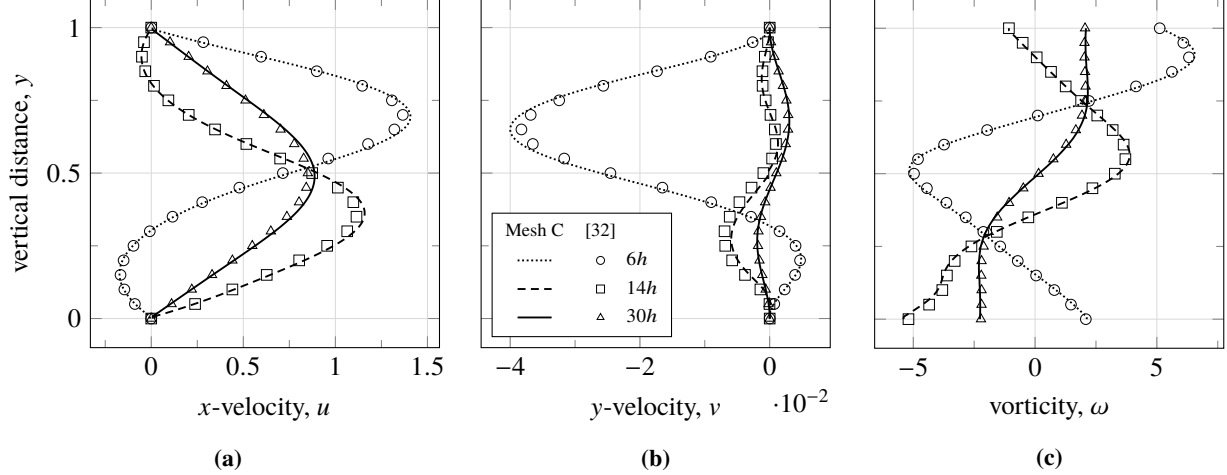 1
0.5
0
vertical distance, y
0
0.5
1
1.5
x-velocity, u
(a)
Mesh C [32]
6h
14h
30h
−4
−2
0
·10−2
y-velocity, v
(b)
−5
0
5
vorticity, ω
(c)